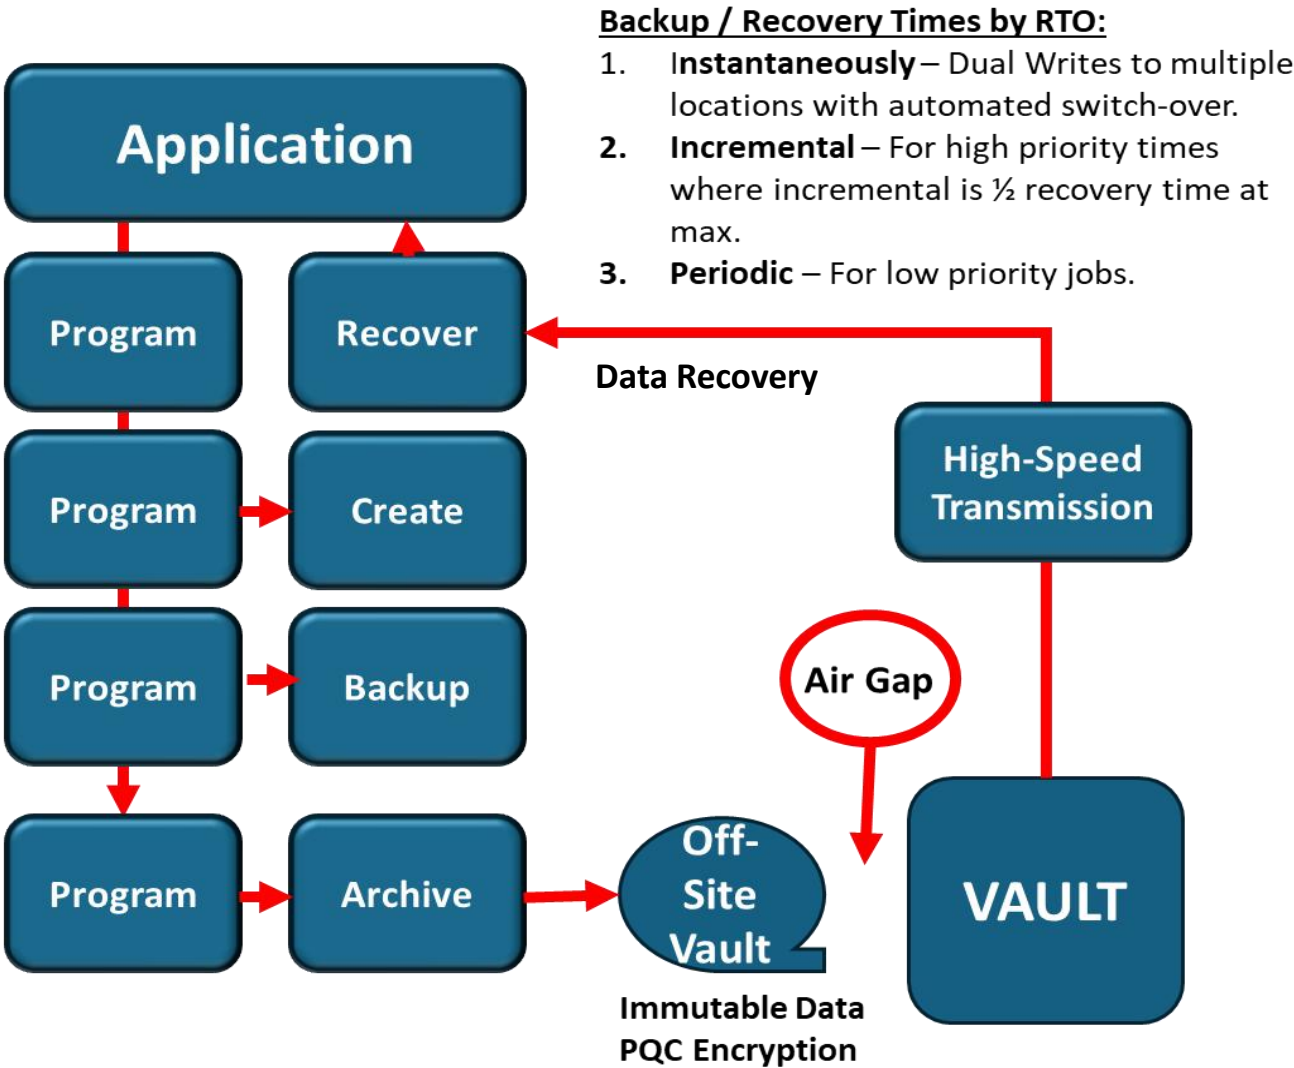 Backup / Recovery Times by RTO:
1. Instantaneously – Dual Writes to multiple
locations with automated switch-over.
2. Incremental – For high priority times
where incremental is ½ recovery time at
max.
3. Periodic – For low priority jobs.
Application
Program
Recover
Data Recovery
High-Speed
Transmission
Program
Create
Program
Backup
Air Gap
Program
Archive
Off-
Site
Vault
VAULT
Immutable Data
PQC Encryption